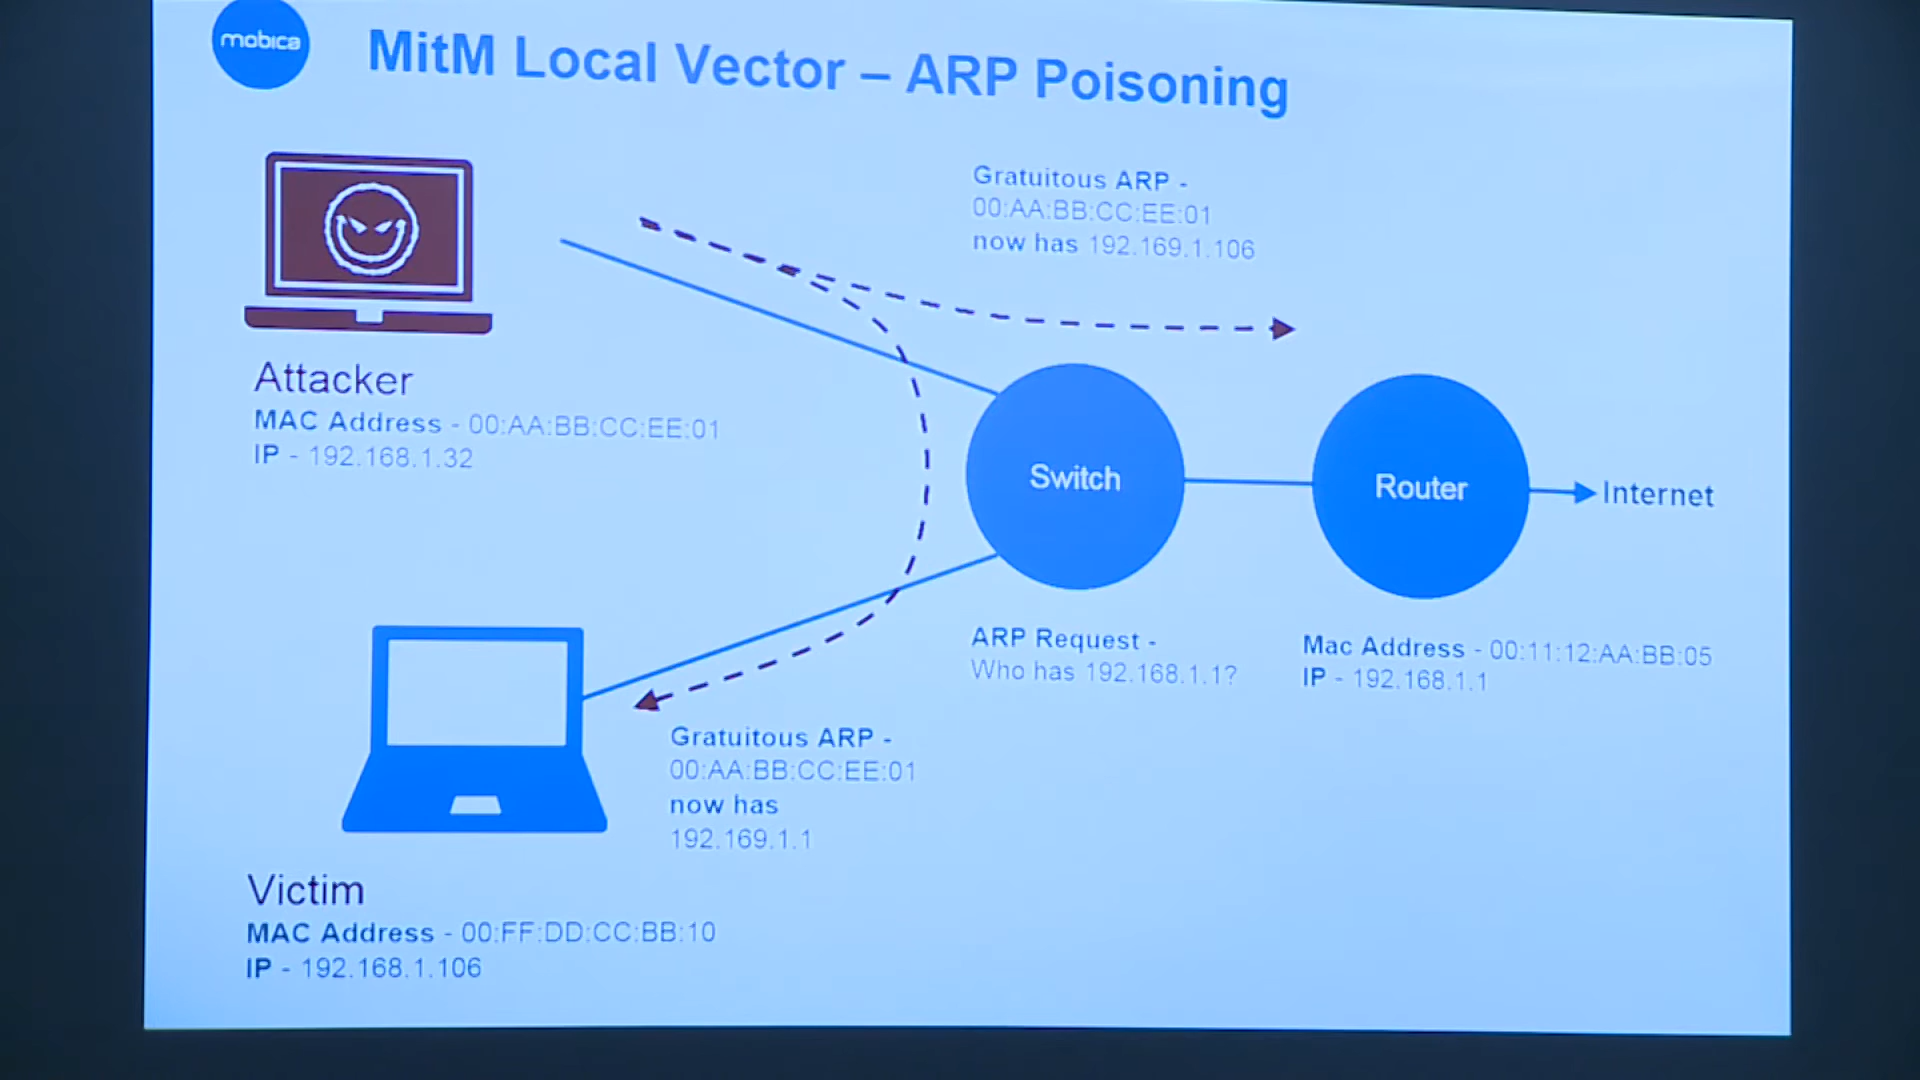 mobica
MitM Local Vector – ARP Poisoning
Gratuitous ARP -
00:AA:BB:CC:EE:01
now has 192.169.1.106
Attacker
MAC Address - 00:AA:BB:CC:EE:01
IP - 192.168.1.32
Switch
Router
Internet
ARP Request -
Who has 192.168.1.1?
Mac Address - 00:11:12:AA:BB:05
IP - 192.168.1.1
Gratuitous ARP -
00:AA:BB:CC:EE:01
now has
192.169.1.1
Victim
MAC Address - 00:FF:DD:CC:BB:10
IP - 192.168.1.106